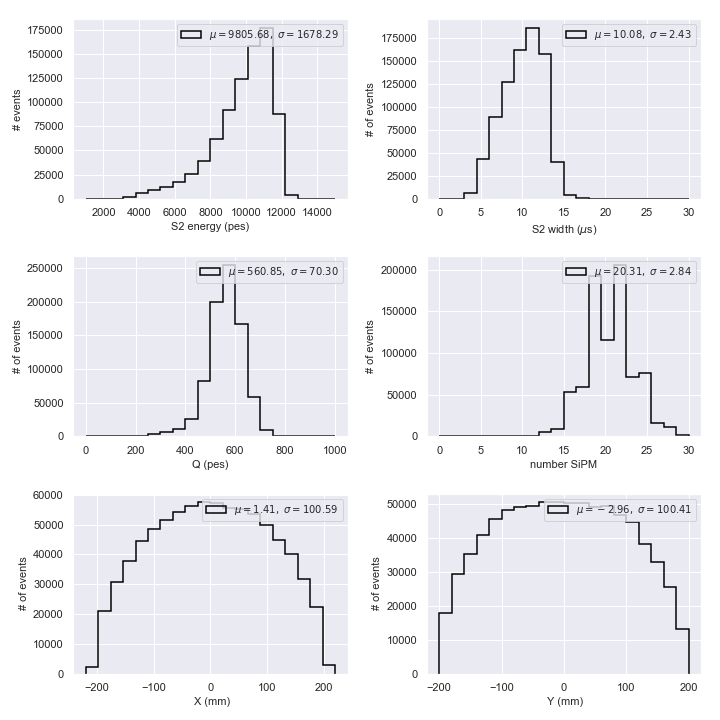 175000
150000
125000
100000
75000
50000
25000
0
# events
2000 4000 6000 8000 10000 12000 14000
S2 energy (pes)
μ = 9805.68, σ = 1678.29
175000
150000
125000
100000
75000
50000
25000
0
# of events
0 5 10 15 20 25 30
S2 width (μs)
μ = 10.08, σ = 2.43
250000
200000
150000
100000
50000
0
# of events
0 200 400 600 800 1000
Q (pes)
μ = 560.85, σ = 70.30
200000
150000
100000
50000
0
# of events
0 5 10 15 20 25 30
number SiPM
μ = 20.31, σ = 2.84
60000
50000
40000
30000
20000
10000
0
# of events
−200 −100 0 100 200
X (mm)
μ = 1.41, σ = 100.59
50000
40000
30000
20000
10000
0
# of events
−200 −100 0 100 200
Y (mm)
μ = −2.96, σ = 100.41